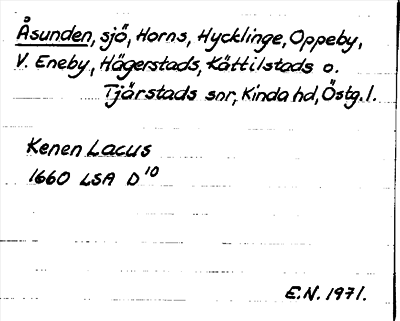 Åsunden, sjö, Horns, Hycklinge, Oppeby,
V. Eneby, Hägerstads, Kättilstads o.
Tjärstads snr, Kinda hd, Östg. l.
Kenen Lacus
1660 LSA D¹⁰
E.N. 1971.